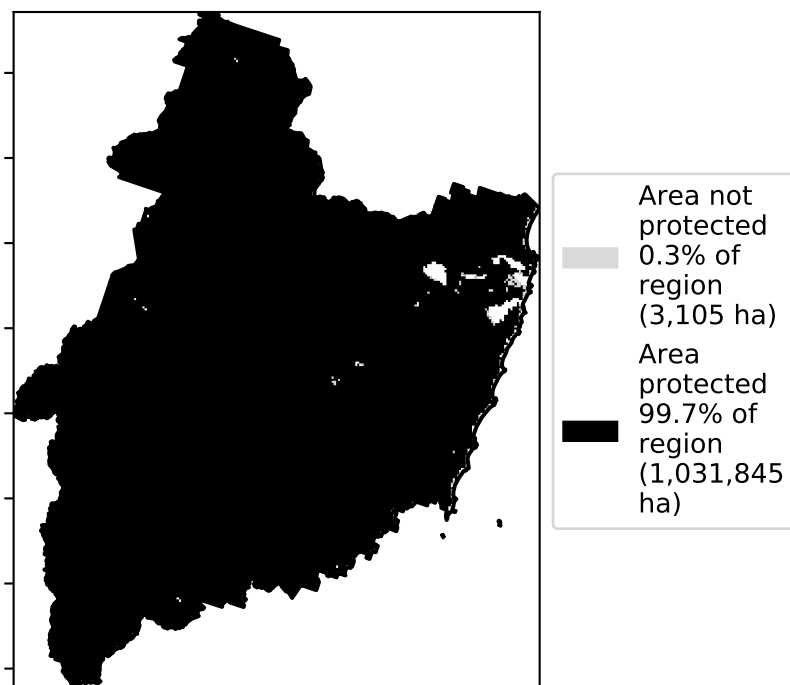 Area not
protected
0.3% of
region
(3,105 ha)
Area
protected
99.7% of
region
(1,031,845
ha)